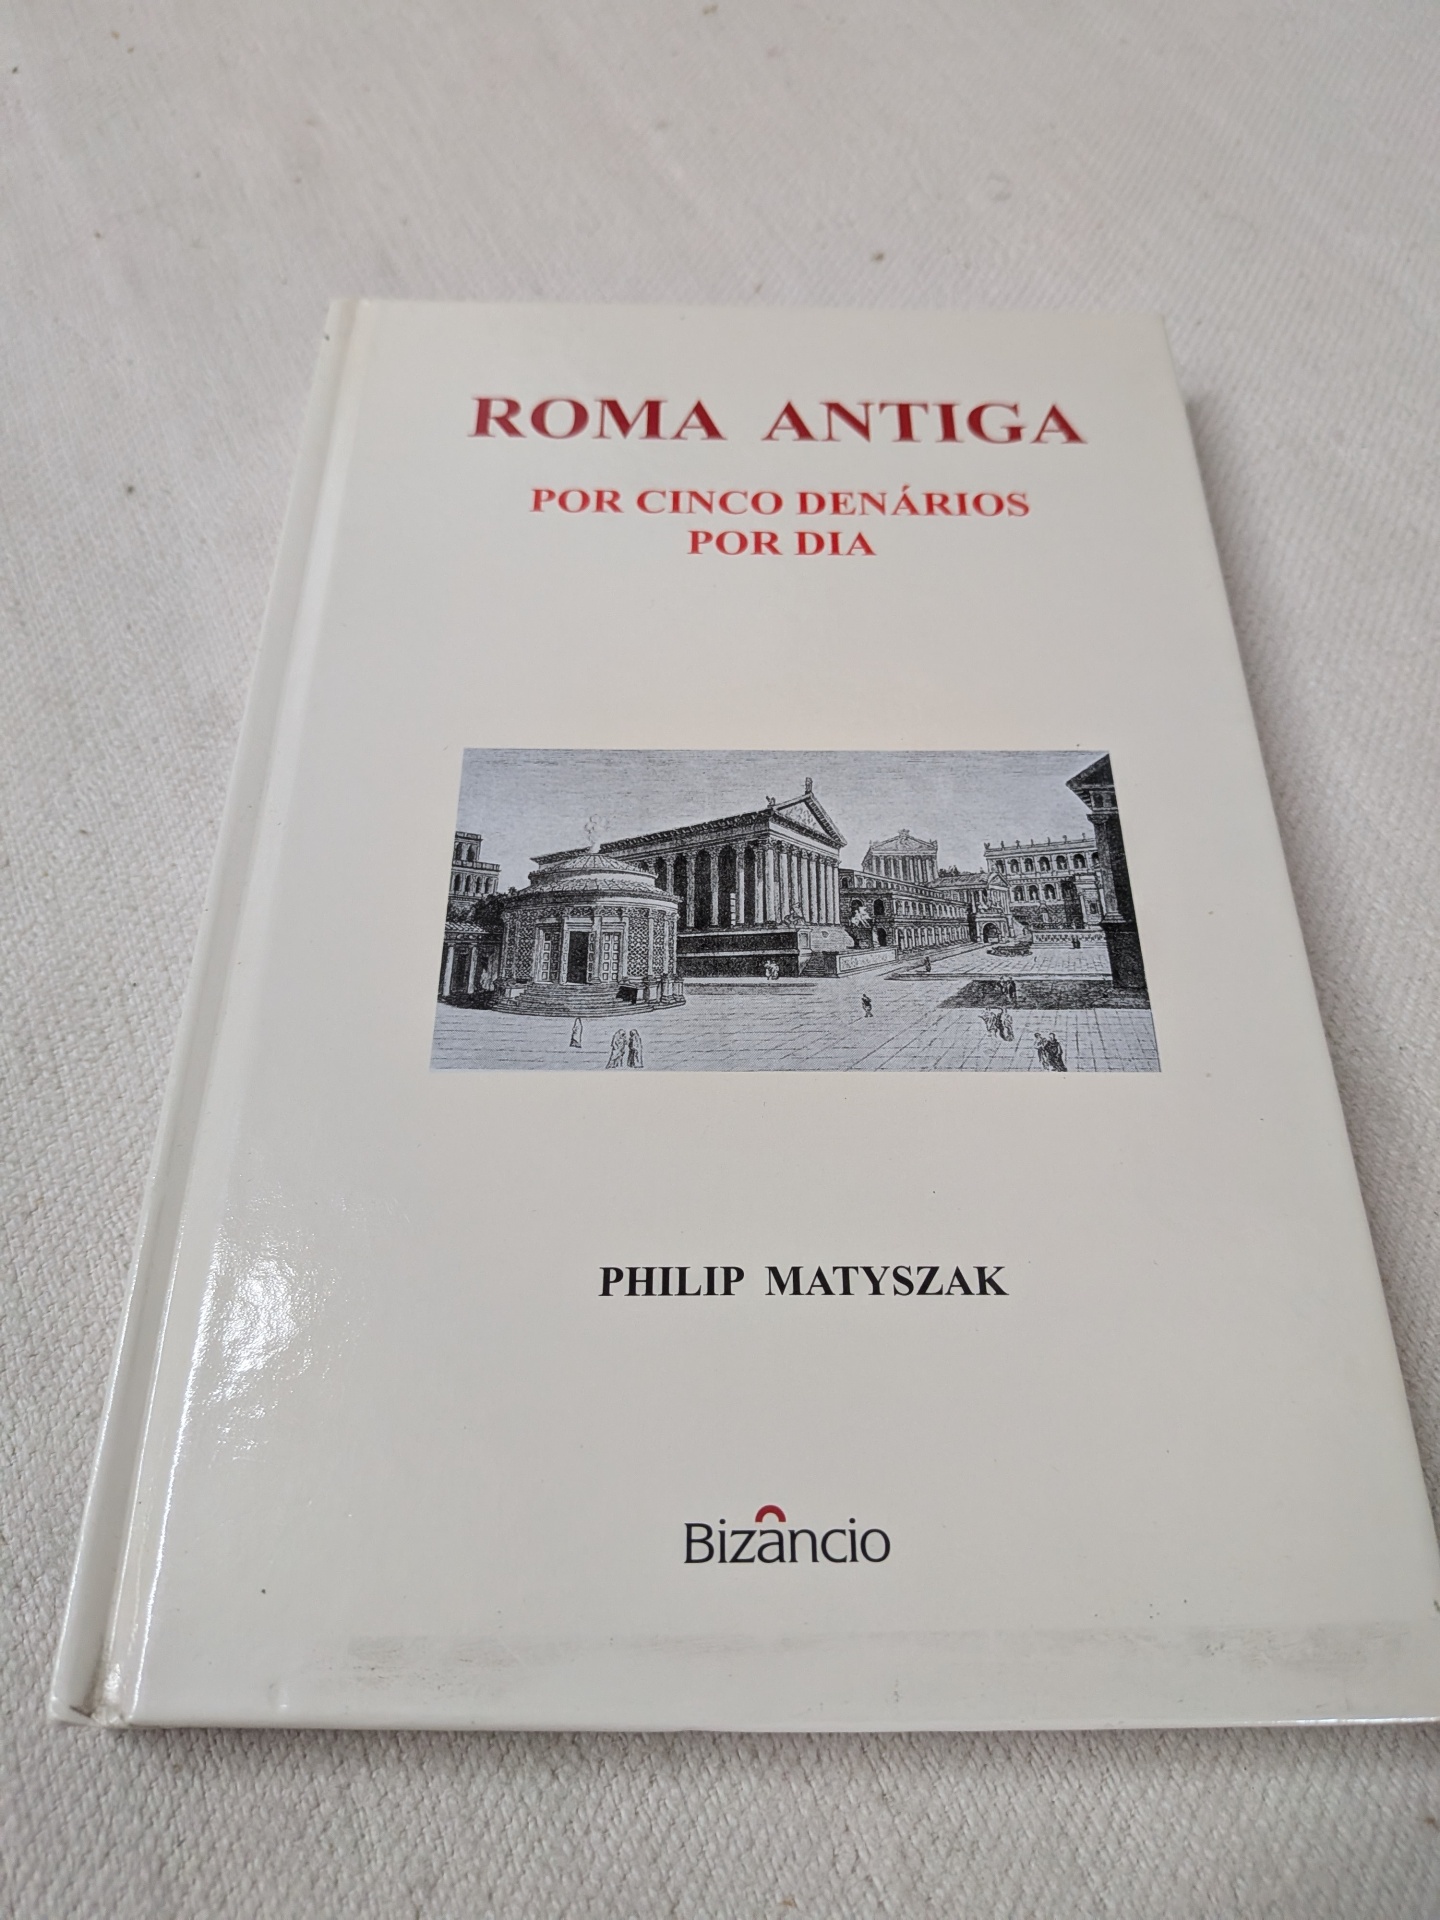 ROMA ANTIGA
POR CINCO DENÁRIOS
POR DIA
PHILIP MATYSZAK
Bizâncio